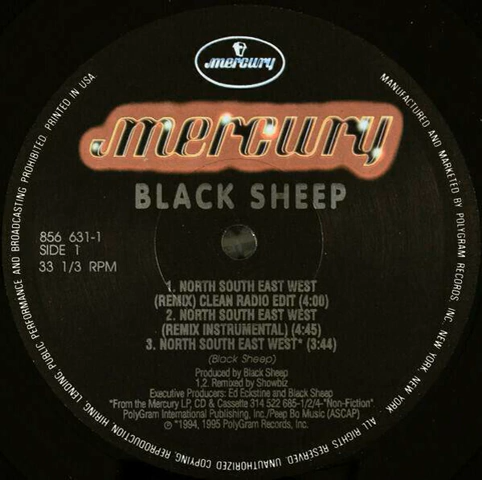 mercury
mercury
BLACK SHEEP
856 631-1
SIDE 1
33 1/3 RPM
1. NORTH SOUTH EAST WEST
(REMIX) CLEAN RADIO EDIT (4:00)
2. NORTH SOUTH EAST WEST
(REMIX INSTRUMENTAL) (4:45)
3. NORTH SOUTH EAST WEST* (3:44)
(Black Sheep)
Produced by Black Sheep
1,2. Remixed by Showbiz
Executive Producers: Ed Eckstine and Black Sheep
*From the Mercury LP, CD & Cassette 314 522 685-1/2/4-"Non-Fiction".
PolyGram International Publishing, Inc./Peep Bo Music (ASCAP)
℗ *1994, 1995 PolyGram Records, Inc.
MANUFACTURED AND MARKETED BY POLYGRAM RECORDS, INC. NEW YORK, NEW YORK. ALL RIGHTS RESERVED. UNAUTHORIZED COPYING, REPRODUCTION, HIRING, LENDING, PUBLIC PERFORMANCE AND BROADCASTING PROHIBITED. PRINTED IN USA.